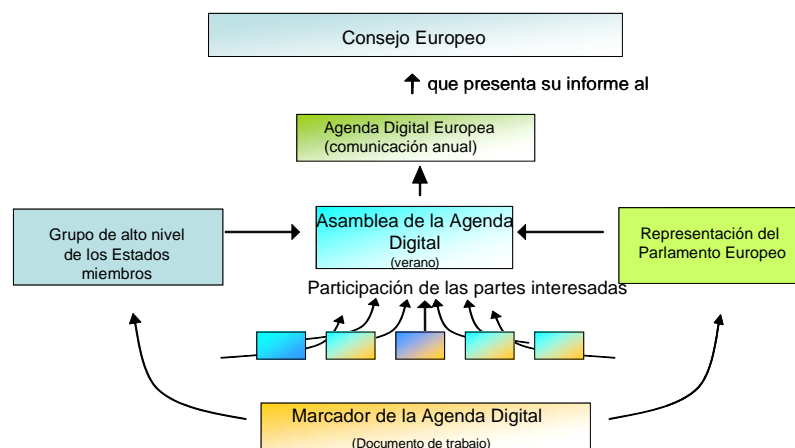 Consejo Europeo
que presenta su informe al
Agenda Digital Europea
(comunicación anual)
Grupo de alto nivel
de los Estados
miembros
Asamblea de la Agenda
Digital
(verano)
Representación del
Parlamento Europeo
Participación de las partes interesadas
Marcador de la Agenda Digital
(Documento de trabajo)